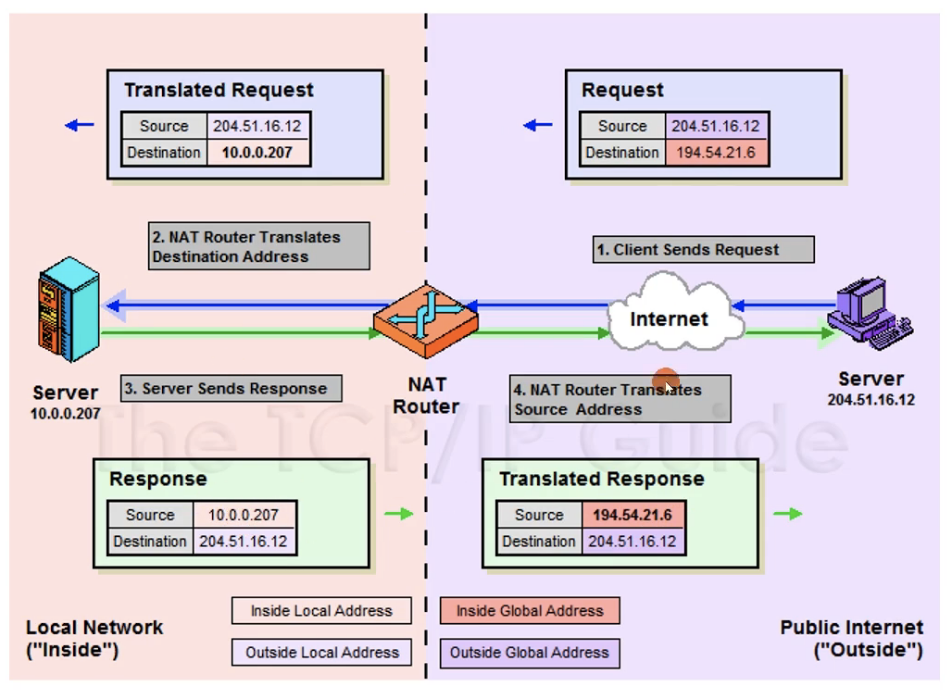 Translated Request
Source 204.51.16.12
Destination 10.0.0.207
Request
Source 204.51.16.12
Destination 194.54.21.6
2. NAT Router Translates
Destination Address
1. Client Sends Request
Internet
Server
10.0.0.207
3. Server Sends Response
NAT
Router
4. NAT Router Translates
Source Address
Server
204.51.16.12
The TCP/IP Guide
Response
Source 10.0.0.207
Destination 204.51.16.12
Translated Response
Source 194.54.21.6
Destination 204.51.16.12
Local Network
("Inside")
Inside Local Address
Outside Local Address
Inside Global Address
Outside Global Address
Public Internet
("Outside")